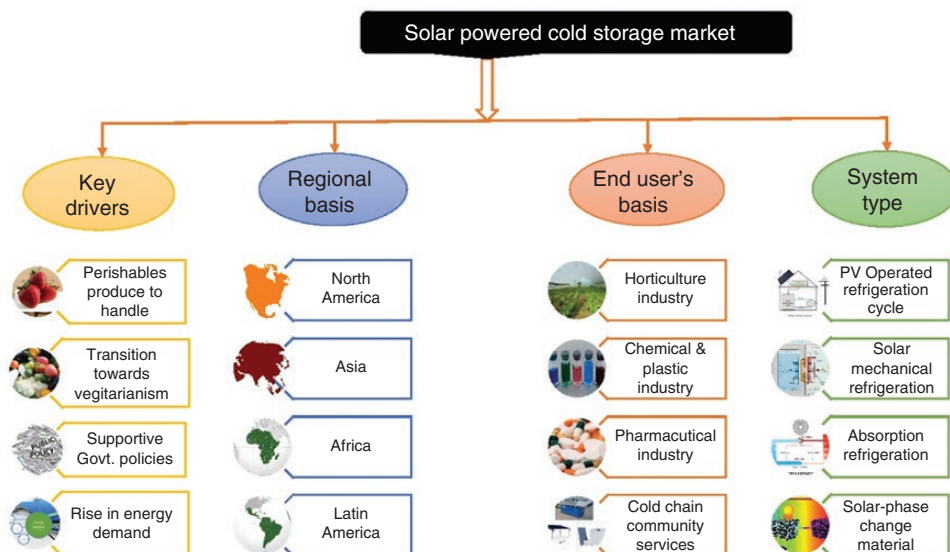 Solar powered cold storage market
Key
drivers
Regional
basis
End user's
basis
System
type
Perishables
produce to
handle
North
America
Horticulture
industry
PV Operated
refrigeration
cycle
Transition
towards
vegitarianism
Asia
Chemical &
plastic
industry
Solar
mechanical
refrigeration
Supportive
Govt. policies
PUBLIC
POLICY
Africa
Pharmacutical
industry
Absorption
refrigeration
Rise in energy
demand
Latin
America
Cold chain
community
services
Solar-phase
change
material